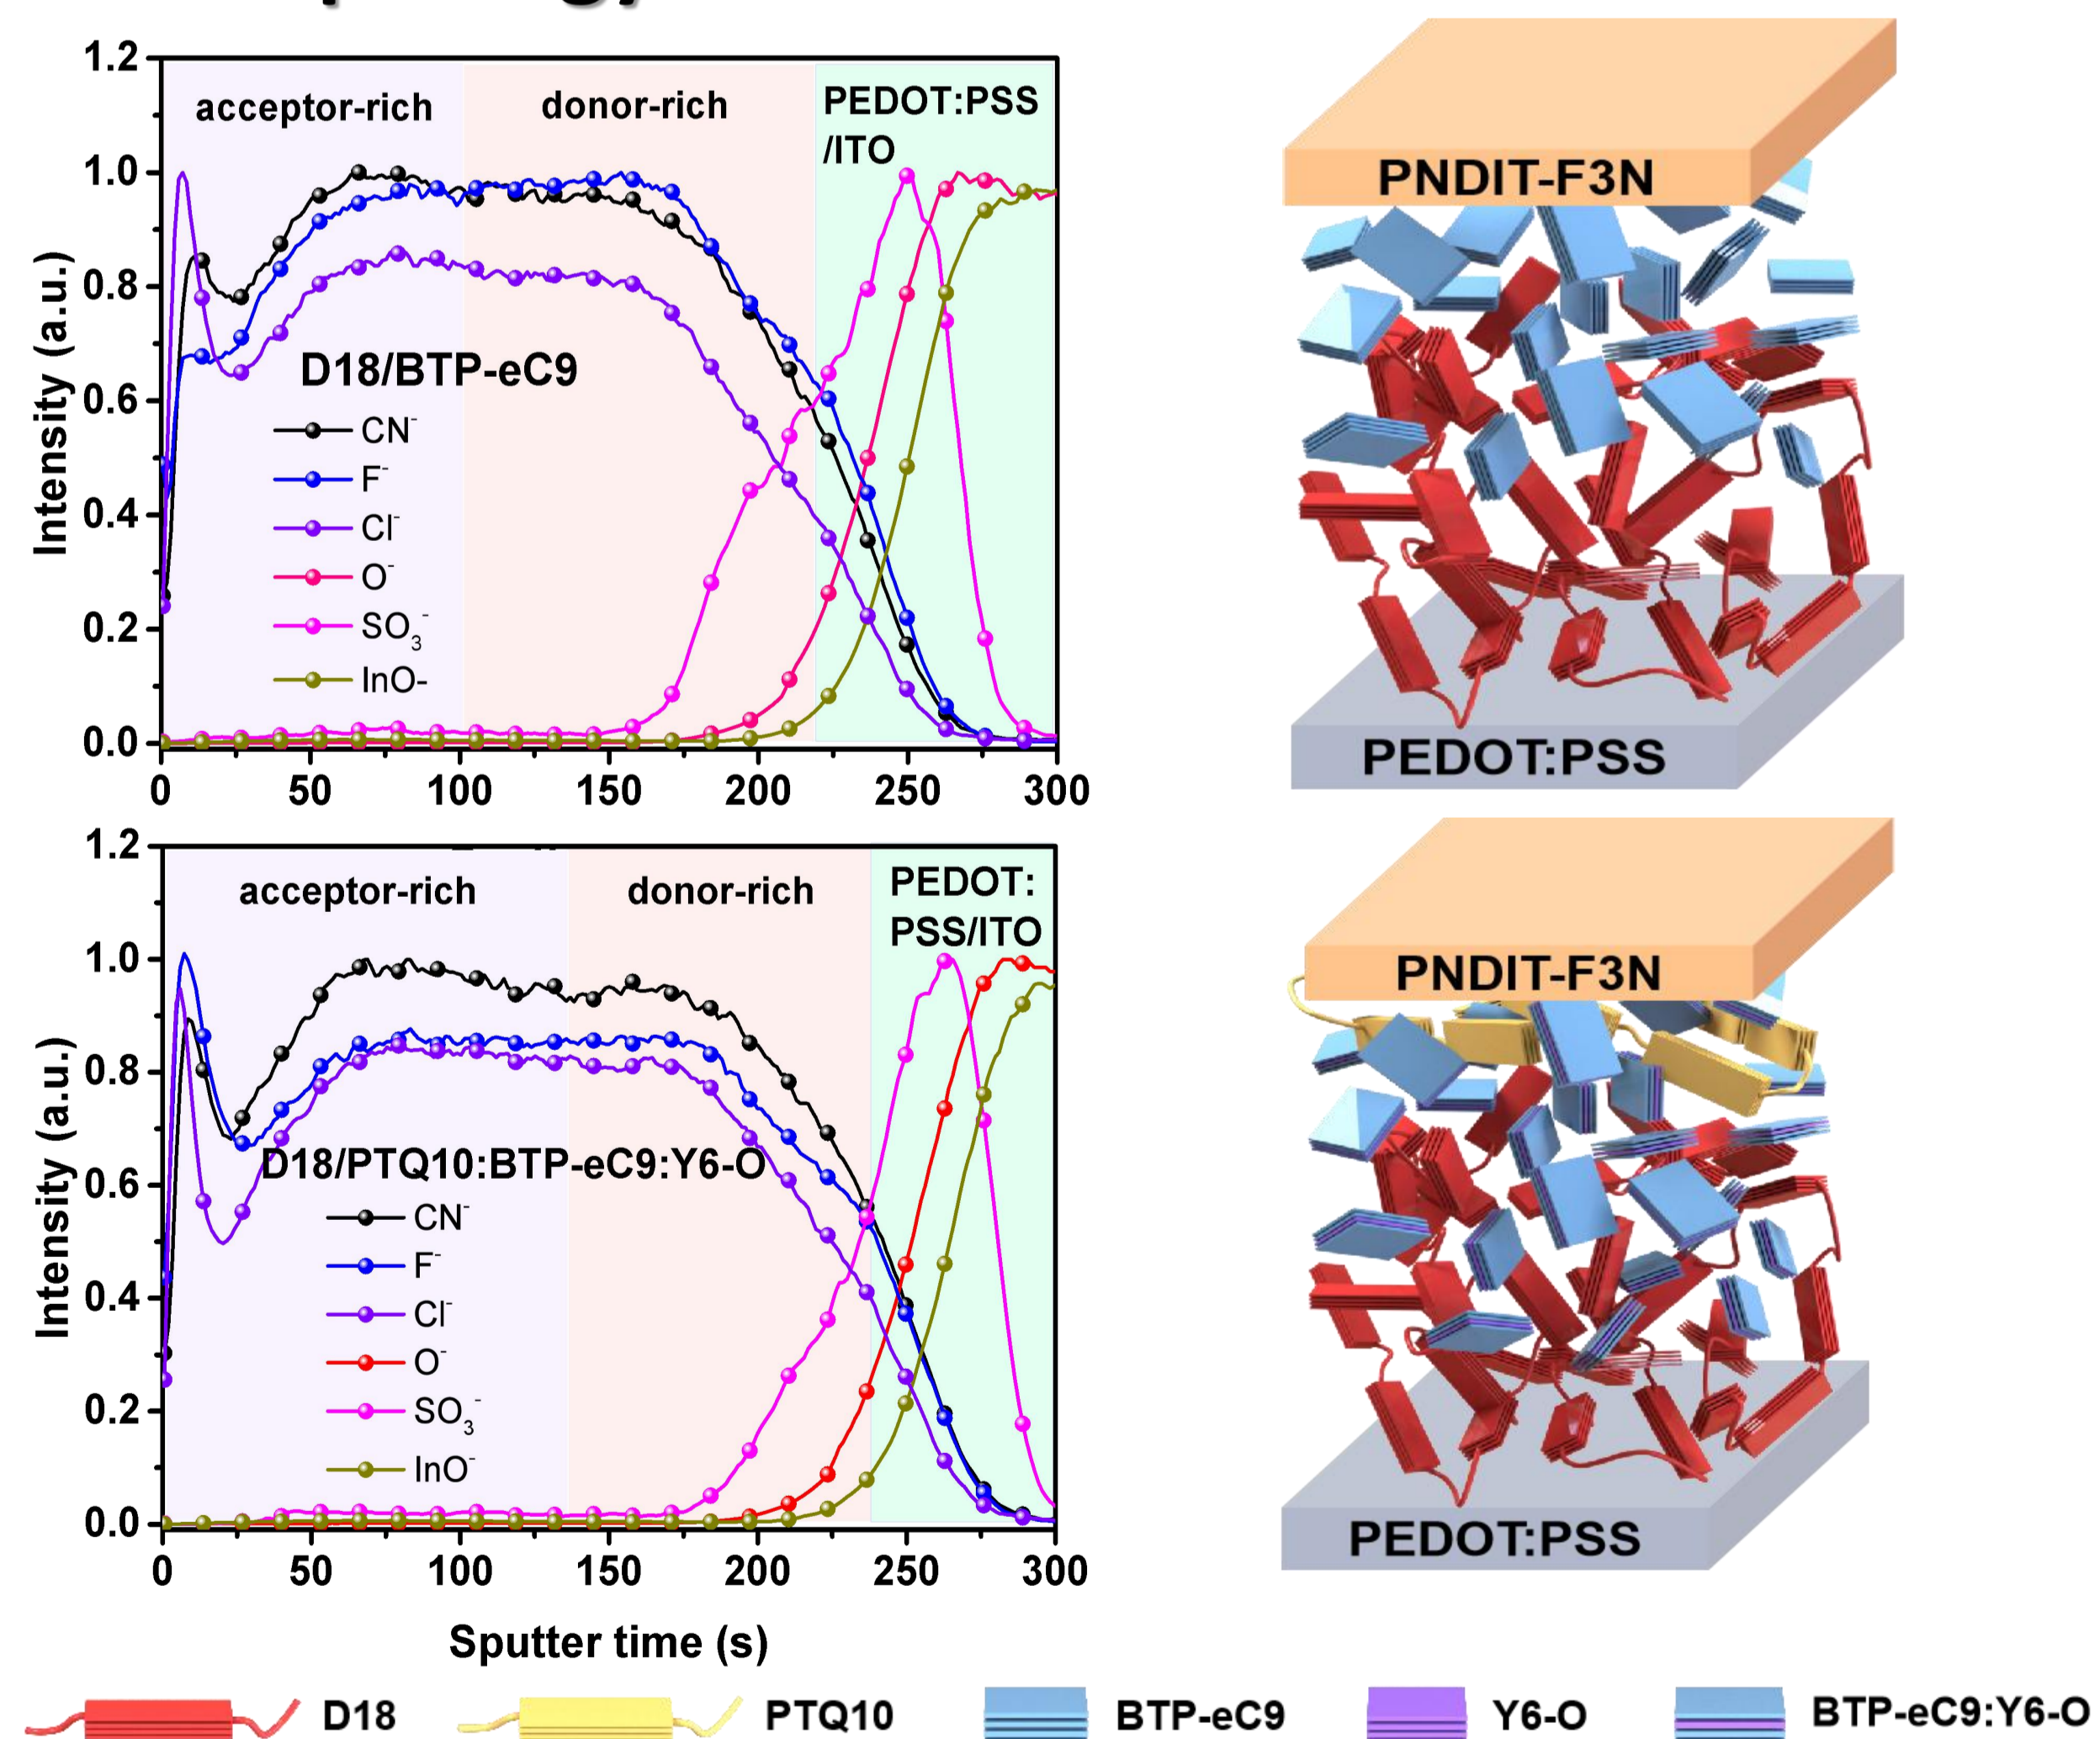 1.2
1.0
0.8
0.6
0.4
0.2
0.0
Intensity (a.u.)
acceptor-rich
donor-rich
PEDOT:PSS
/ITO
D18/BTP-eC9
CN⁻
F⁻
Cl⁻
O⁻
SO₃⁻
InO-
0 50 100 150 200 250 300
PNDIT-F3N
PEDOT:PSS
1.2
1.0
0.8
0.6
0.4
0.2
0.0
Intensity (a.u.)
acceptor-rich
donor-rich
PEDOT:
PSS/ITO
D18/PTQ10:BTP-eC9:Y6-O
CN⁻
F⁻
Cl⁻
O⁻
SO₃⁻
InO⁻
0 50 100 150 200 250 300
Sputter time (s)
PNDIT-F3N
PEDOT:PSS
D18 PTQ10 BTP-eC9 Y6-O BTP-eC9:Y6-O